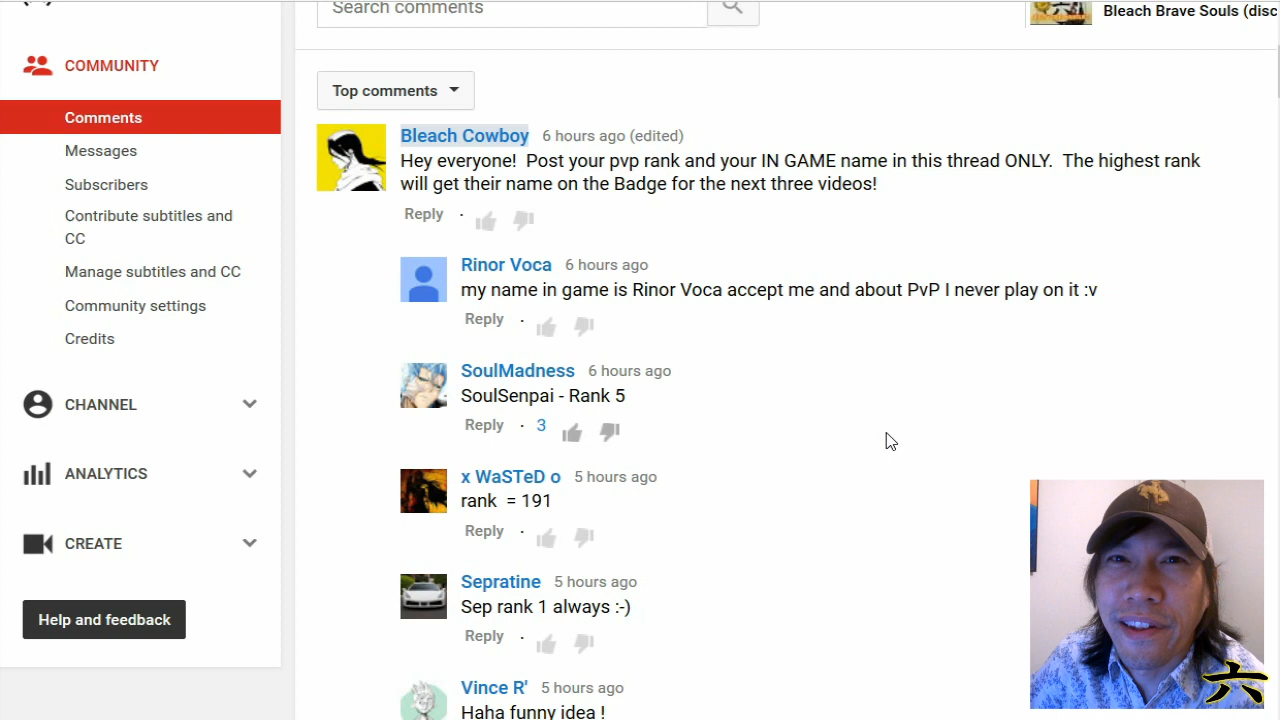 Search comments
Bleach Brave Souls (disc
COMMUNITY
Comments
Messages
Subscribers
Contribute subtitles and
CC
Manage subtitles and CC
Community settings
Credits
CHANNEL
ANALYTICS
CREATE
Help and feedback
Top comments
Bleach Cowboy 6 hours ago (edited)
Hey everyone! Post your pvp rank and your IN GAME name in this thread ONLY. The highest rank
will get their name on the Badge for the next three videos!
Reply ·
Rinor Voca 6 hours ago
my name in game is Rinor Voca accept me and about PvP I never play on it :v
Reply ·
SoulMadness 6 hours ago
SoulSenpai - Rank 5
Reply · 3
x WaSTeD o 5 hours ago
rank = 191
Reply ·
Sepratine 5 hours ago
Sep rank 1 always :-)
Reply ·
Vince R' 5 hours ago
Haha funny idea !
六